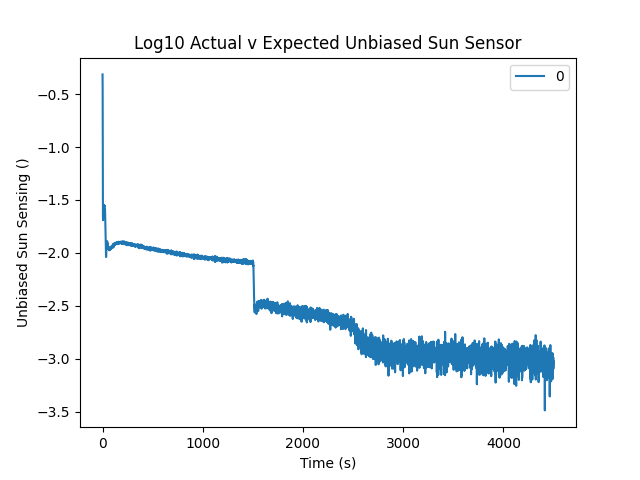 Log10 Actual v Expected Unbiased Sun Sensor
0
Unbiased Sun Sensing ()
−0.5
−1.0
−1.5
−2.0
−2.5
−3.0
−3.5
0 1000 2000 3000 4000
Time (s)